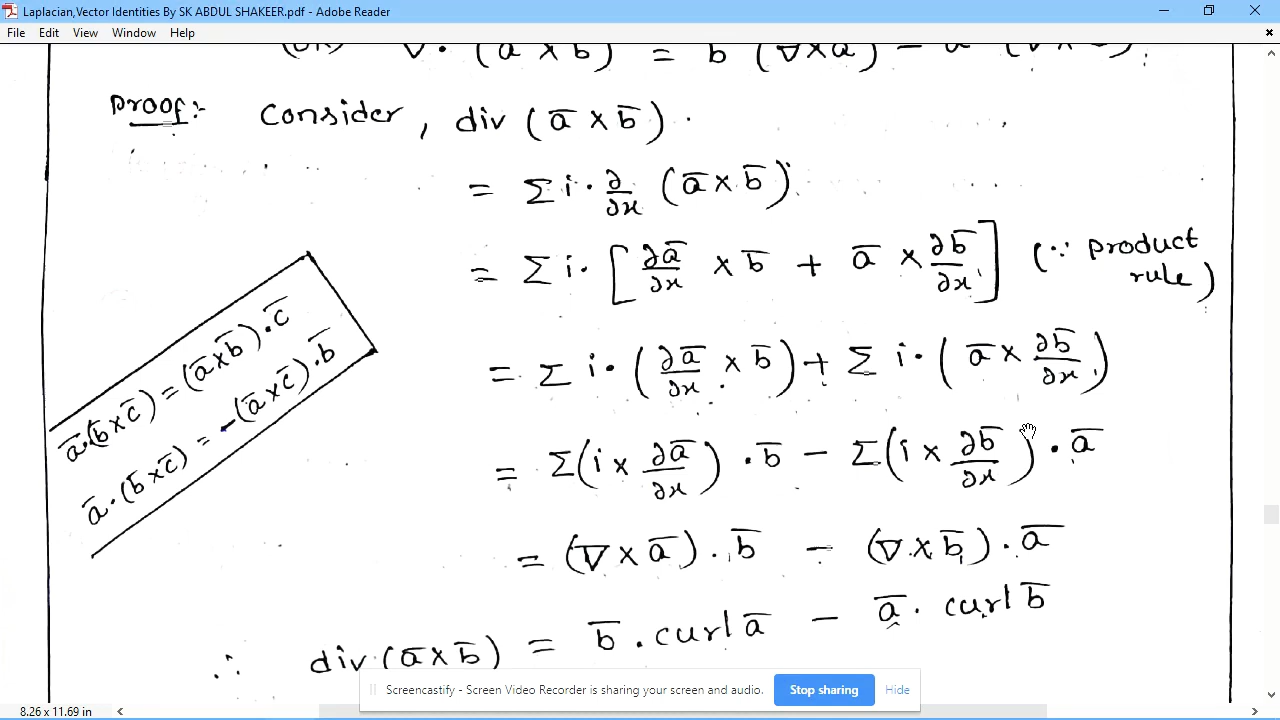 Laplacian,Vector Identities By SK ABDUL SHAKEER.pdf - Adobe Reader
File Edit View Window Help
∇ · (a̅ × b̅) = b̅ (∇×a̅) −
Proof:- Consider, div (a̅ × b̅) ·
= Σ i · ∂/∂x (a̅ × b̅)
= Σ i · [∂a̅/∂x × b̅ + a̅ × ∂b̅/∂x] (∵ product rule)
= Σ i · (∂a̅/∂x × b̅) + Σ i · (a̅ × ∂b̅/∂x)
= Σ(i × ∂a̅/∂x) · b̅ − Σ(i × ∂b̅/∂x) · a̅
= (∇ × a̅) · b̅ − (∇ × b̅) · a̅
∴ div (a̅ × b̅) = b̅ · curl a̅ − a̅ · curl b̅
a̅·(b̅×c̅) = (a̅×b̅)·c̅
a̅·(b̅×c̅) = −(a̅×c̅)·b̅
Screencastify - Screen Video Recorder is sharing your screen and audio. Stop sharing Hide
8.26 x 11.69 in